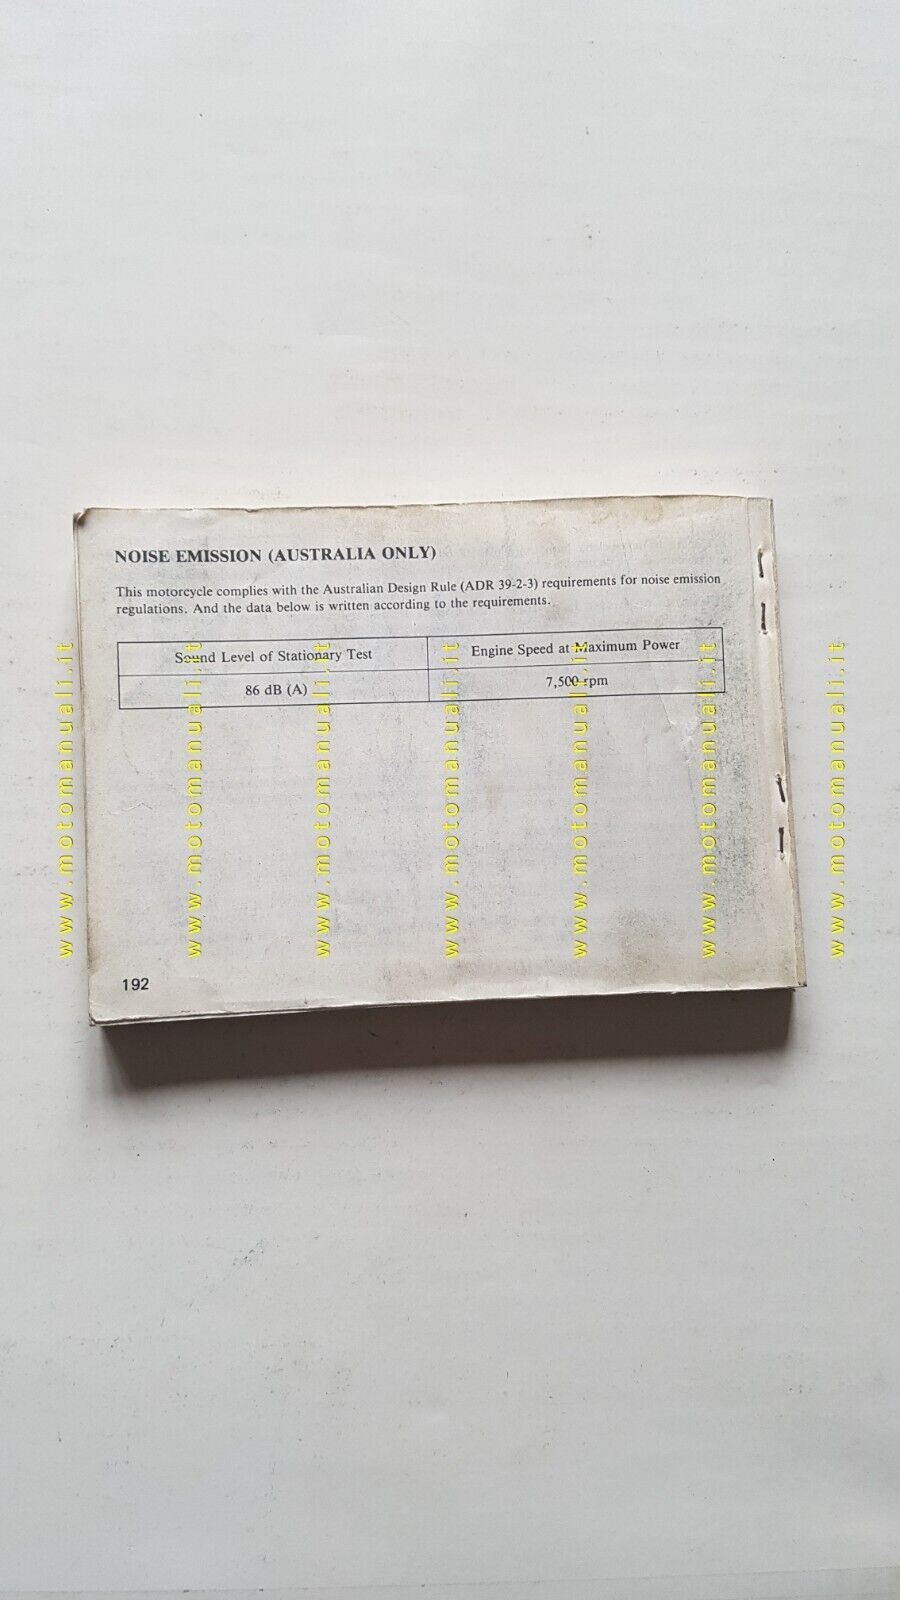 NOISE EMISSION (AUSTRALIA ONLY)
This motorcycle complies with the Australian Design Rule (ADR 39-2-3) requirements for noise emission
regulations. And the data below is written according to the requirements.
Sound Level of Stationary Test
Engine Speed at Maximum Power
86 dB (A)
7,500 rpm
192
www.motomanuali.it
www.motomanuali.it
www.motomanuali.it
www.motomanuali.it
www.motomanuali.it
www.motomanuali.it
www.motomanuali.it